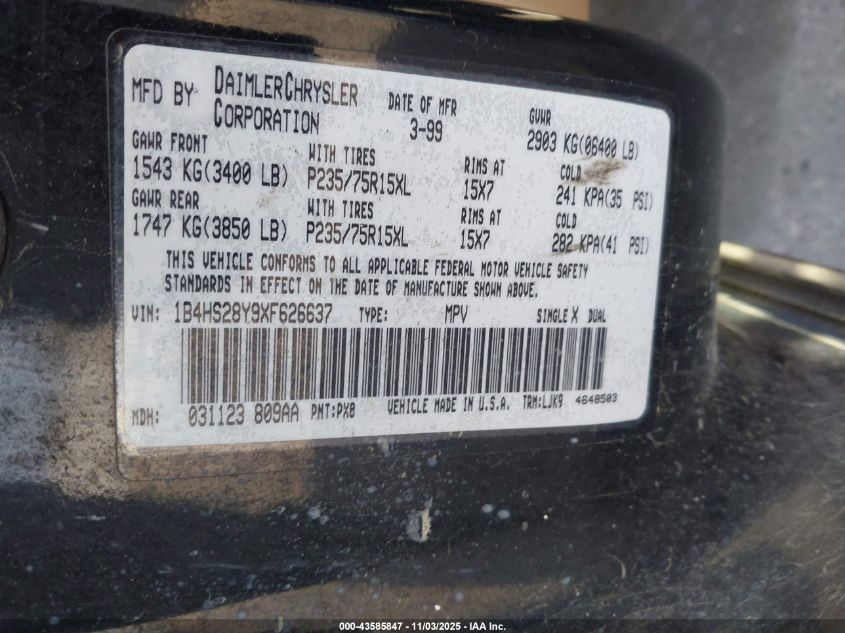 MFD BY DAIMLERCHRYSLER CORPORATION DATE OF MFR 3-99 GVWR 2903 KG(06400 LB)
GAWR FRONT WITH TIRES RIMS AT COLD
1543 KG(3400 LB) P235/75R15XL 15X7 241 KPA(35 PSI)
GAWR REAR WITH TIRES RIMS AT COLD
1747 KG(3850 LB) P235/75R15XL 15X7 282 KPA(41 PSI)
THIS VEHICLE CONFORMS TO ALL APPLICABLE FEDERAL MOTOR VEHICLE SAFETY
STANDARDS IN EFFECT ON THE DATE OF MANUFACTURE SHOWN ABOVE.
VIN: 1B4HS28Y9XF626637 TYPE: MPV SINGLE X DUAL
MDH: 031123 809AA PNT:PX8 VEHICLE MADE IN U.S.A. TRM:LJK9 4648503
000-43585847 - 11/03/2025 - IAA Inc.